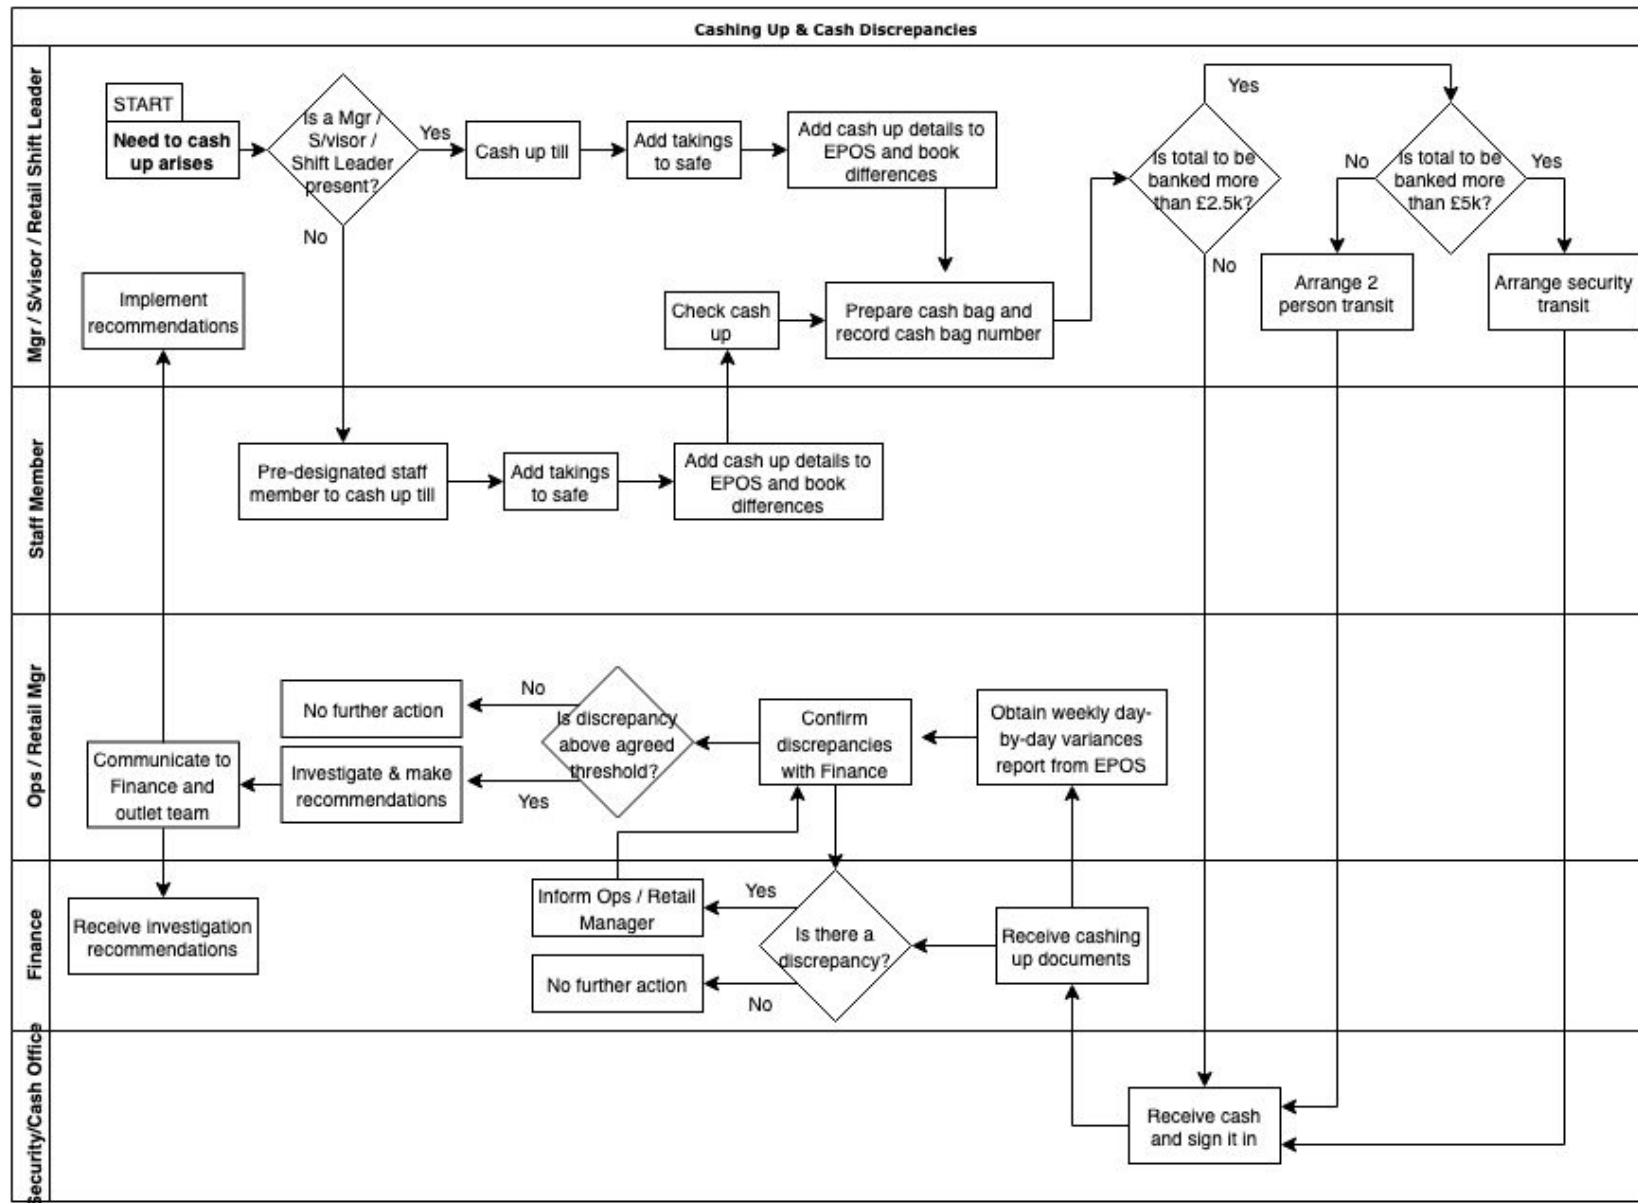 Cashing Up & Cash Discrepancies
Mgr / S/visor / Retail Shift Leader
START
Need to cash
up arises
Is a Mgr /
S/visor /
Shift Leader
present?
Yes
No
Cash up till
Add takings
to safe
Add cash up details to
EPOS and book
differences
Is total to be
banked more
than £2.5k?
Yes
No
Is total to be
banked more
than £5k?
No
Yes
Arrange 2
person transit
Arrange security
transit
Implement
recommendations
Check cash
up
Prepare cash bag and
record cash bag number
Staff Member
Pre-designated staff
member to cash up till
Add takings
to safe
Add cash up details to
EPOS and book
differences
Ops / Retail Mgr
No further action
No
Is discrepancy
above agreed
threshold?
Yes
Investigate & make
recommendations
Communicate to
Finance and
outlet team
Confirm
discrepancies
with Finance
Obtain weekly day-
by-day variances
report from EPOS
Finance
Receive investigation
recommendations
Inform Ops / Retail
Manager
Yes
Is there a
discrepancy?
No
No further action
Receive cashing
up documents
Security/Cash Office
Receive cash
and sign it in